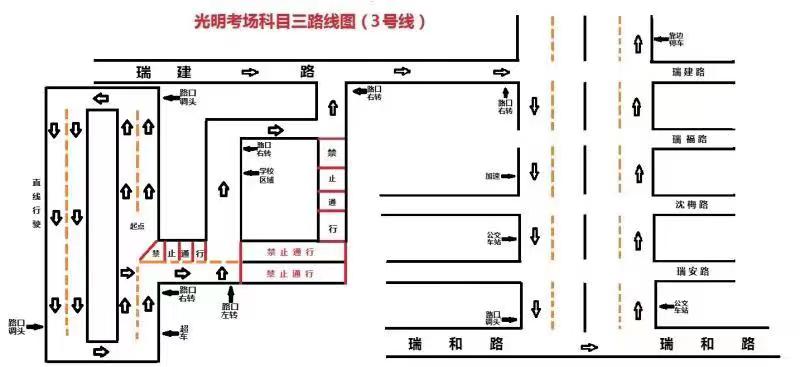 光明考场科目三路线图（3号线）
靠边
停车
瑞 建 路
瑞建路
路口
调头
路口
右转
路口
右转
瑞福路
路口
右转
禁
止
通
行
学校
区域
加速
直线行驶
沈梅路
起点
公交
车站
禁止通行
禁止通行
禁止通行
瑞安路
路口
右转
路口
左转
公交
车站
路口
调头
路口
调头
超
车
瑞 和 路
瑞 和 路